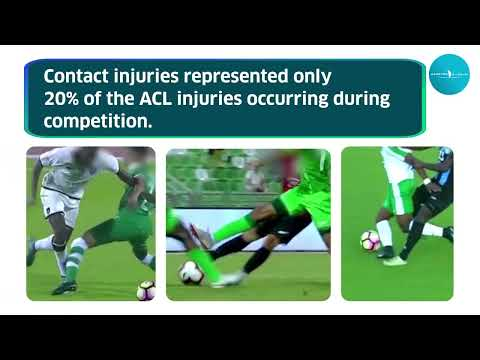 Contact injuries represented only
20% of the ACL injuries occurring during
competition.